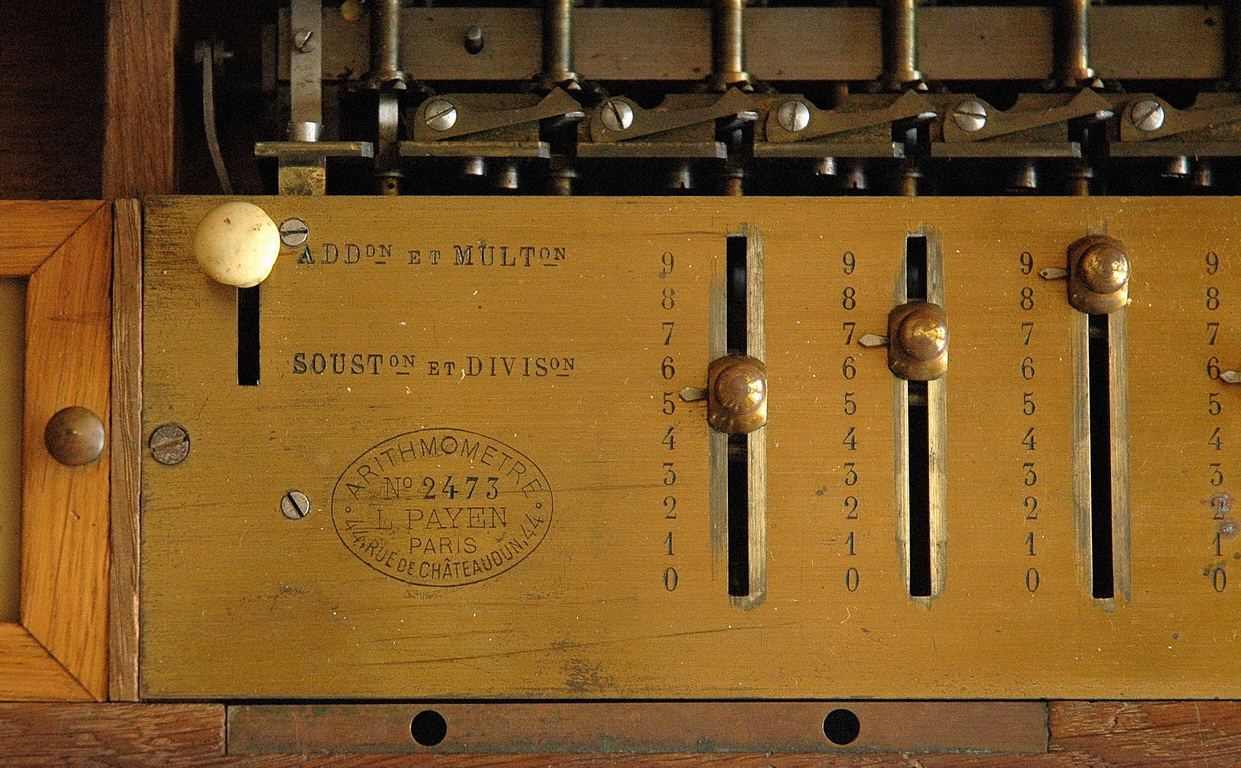 ADDON ET MULTON
SOUSTON ET DIVISON
ARITHMOMETRE
No 2473
L. PAYEN
PARIS
44, RUE DE CHÂTEAUDUN, 44
9 9 9 9
8 8 8 8
7 7 7 7
6 6 6 6
5 5 5 5
4 4 4 4
3 3 3 3
2 2 2 2
1 1 1 1
0 0 0 0